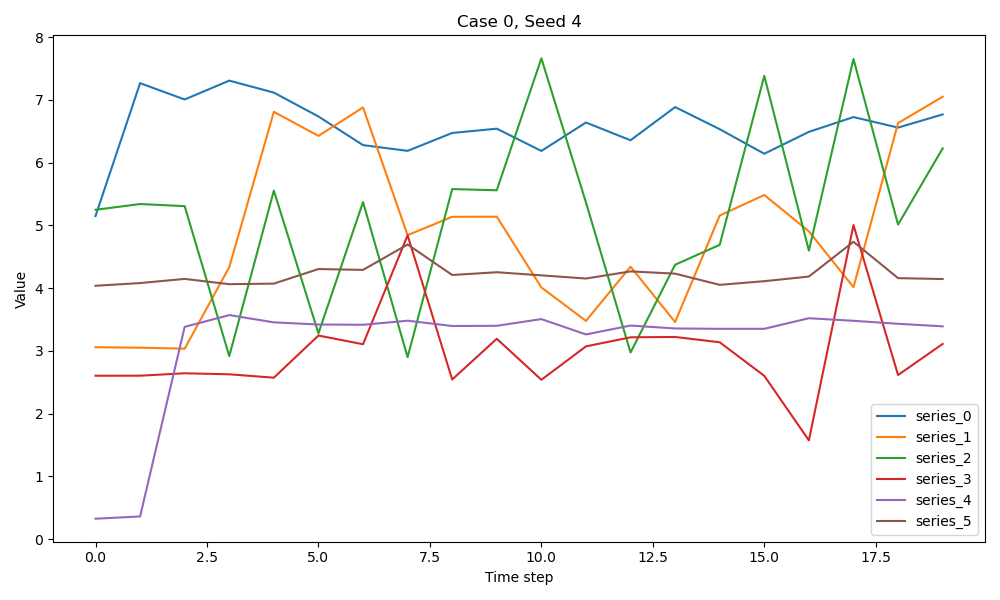 Case 0, Seed 4
Value
8
7
6
5
4
3
2
1
0
series_0
series_1
series_2
series_3
series_4
series_5
0.0 2.5 5.0 7.5 10.0 12.5 15.0 17.5
Time step